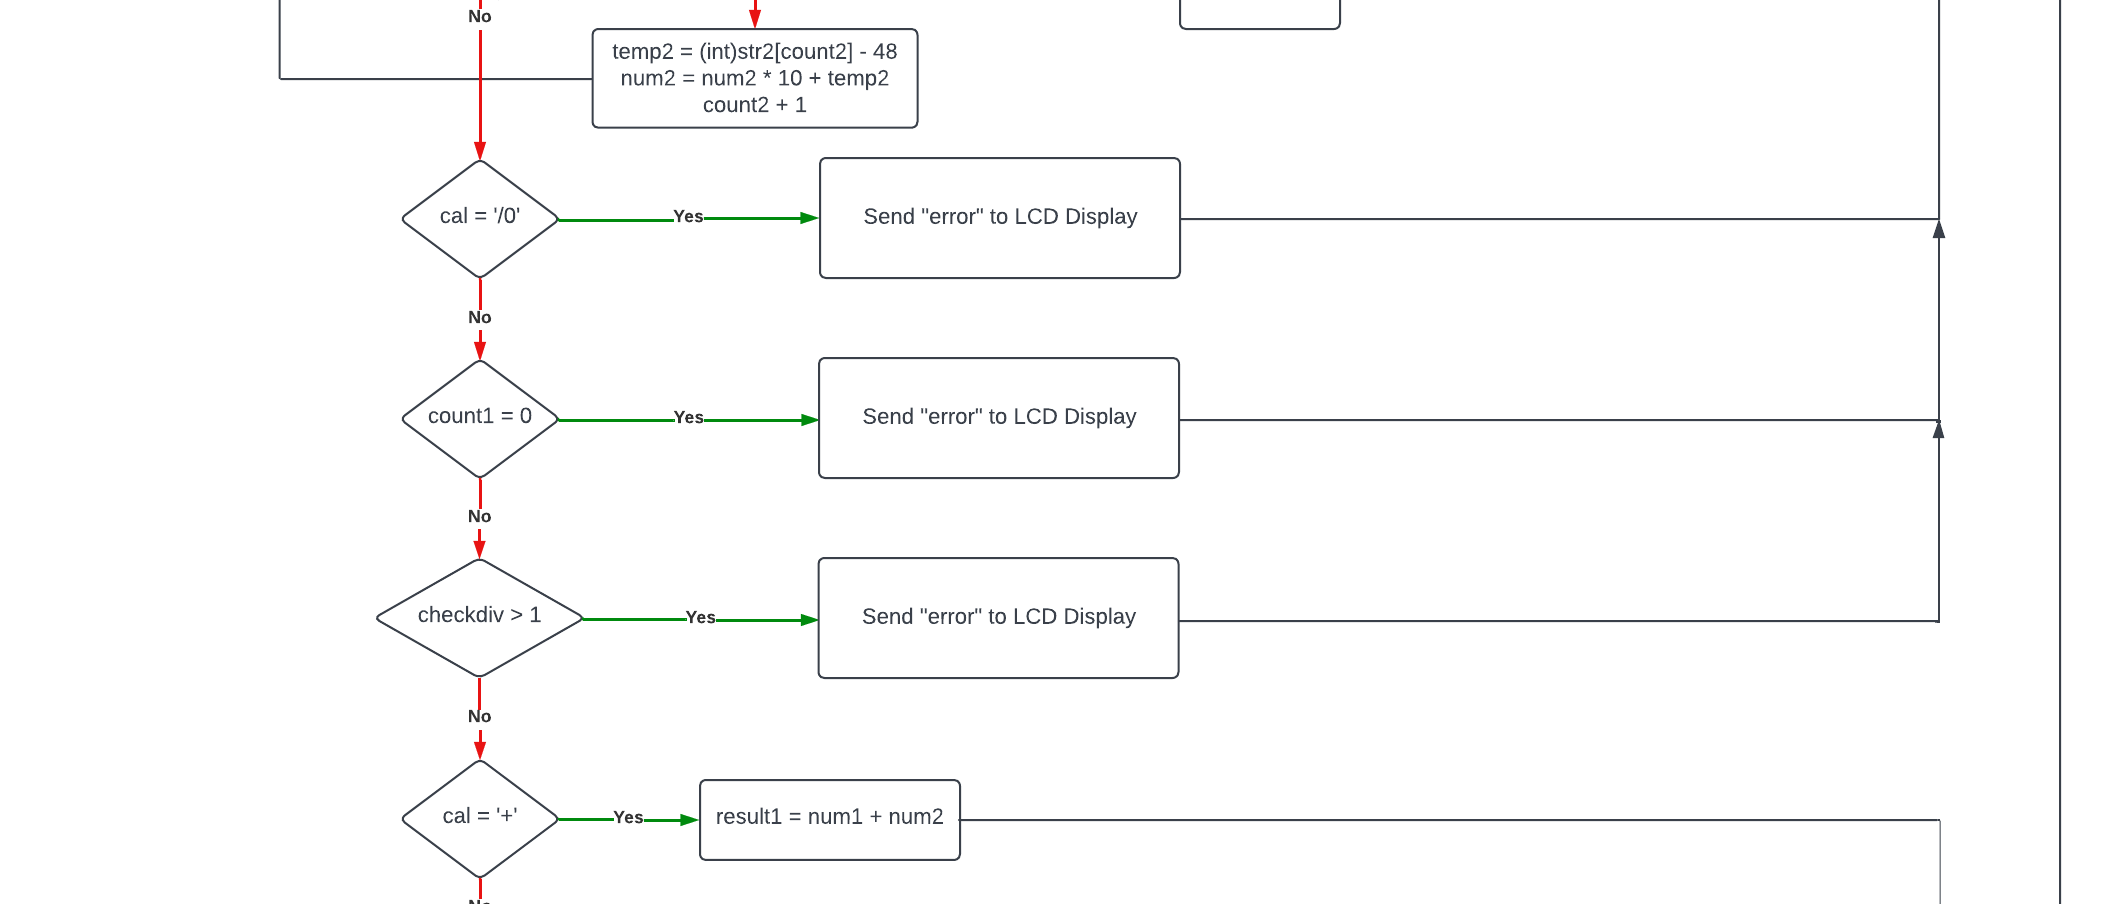 No
temp2 = (int)str2[count2] - 48
num2 = num2 * 10 + temp2
count2 + 1
cal = '/0'
Yes
Send "error" to LCD Display
No
count1 = 0
Yes
Send "error" to LCD Display
No
checkdiv > 1
Yes
Send "error" to LCD Display
No
cal = '+'
Yes
result1 = num1 + num2